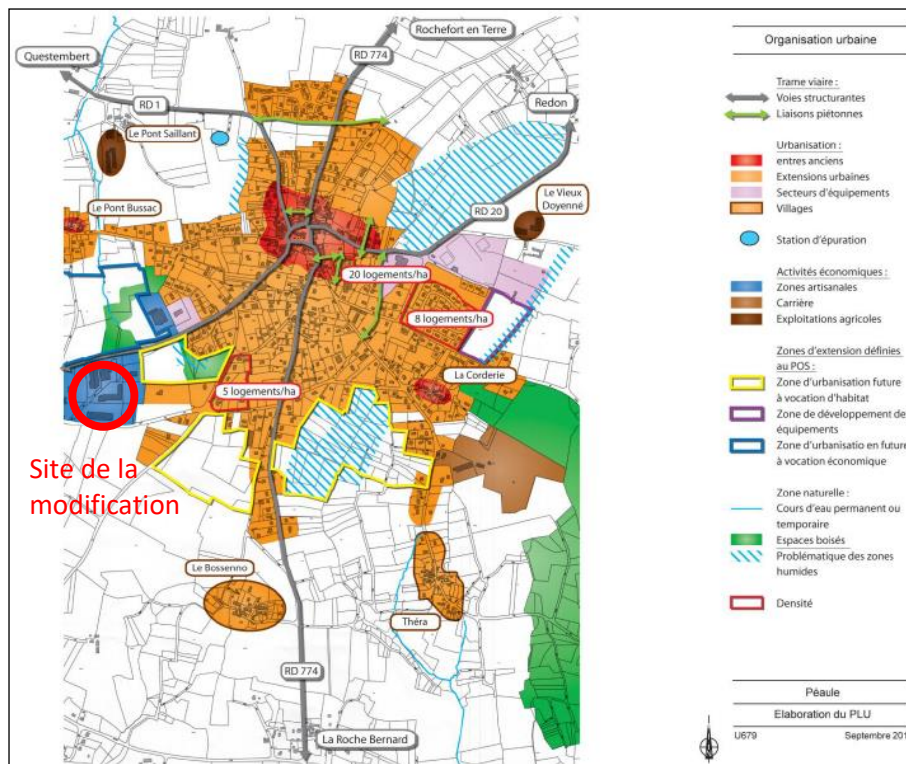 Rochefort en Terre
RD 774
Questembert
RD 1
Redon
Le Pont Saillant
Le Vieux
Doyenné
Le Pont Bussac
RD 20
20 logements/ha
8 logements/ha
La Corderie
5 logements/ha
Site de la
modification
Le Bossenno
Théra
RD 774
La Roche Bernard
Organisation urbaine
Trame viaire :
Voies structurantes
Liaisons piétonnes
Urbanisation :
entres anciens
Extensions urbaines
Secteurs d'équipements
Villages
Station d'épuration
Activités économiques :
Zones artisanales
Carrière
Exploitations agricoles
Zones d'extension définies
au POS :
Zone d'urbanisation future
à vocation d'habitat
Zone de développement de
équipements
Zone d'urbanisatio en future
à vocation économique
Zone naturelle :
Cours d'eau permanent ou
temporaire
Espaces boisés
Problématique des zones
humides
Densité
Péaule
Elaboration du PLU
U679
Septembre 201